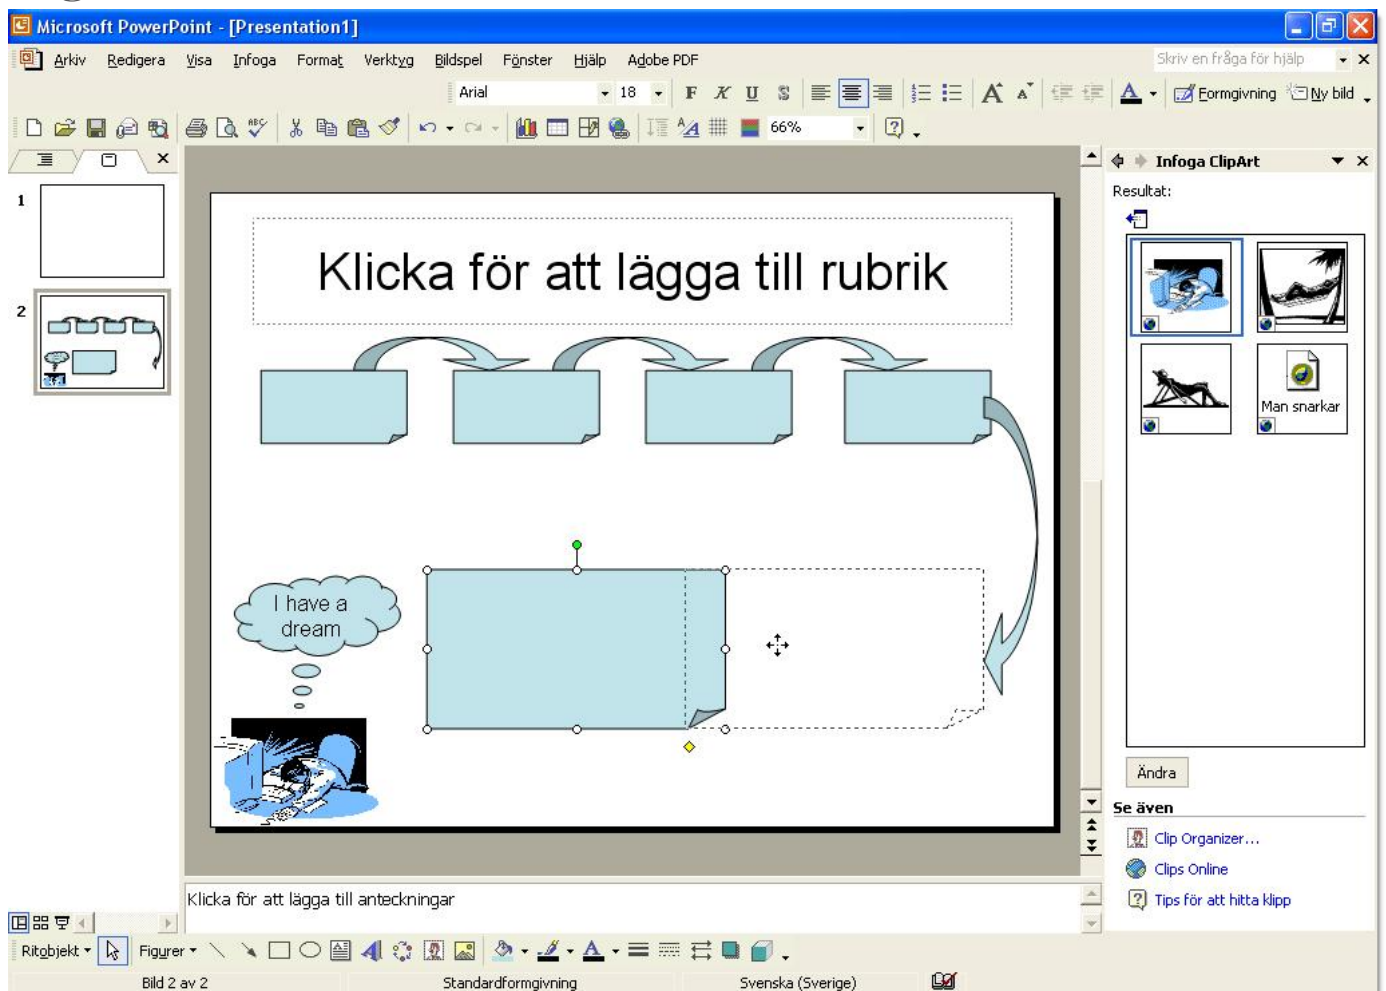 Microsoft PowerPoint - [Presentation1]
Arkiv Redigera Visa Infoga Format Verktyg Bildspel Fönster Hjälp Adobe PDF
Skriv en fråga för hjälp
Arial 18 F K U S Formgivning Ny bild
66%
Infoga ClipArt
Resultat:
1
2
Klicka för att lägga till rubrik
I have a
dream
Man snarkar
Ändra
Se även
Clip Organizer...
Clips Online
Tips för att hitta klipp
Klicka för att lägga till anteckningar
Ritobjekt Figurer
Bild 2 av 2 Standardformgivning Svenska (Sverige)